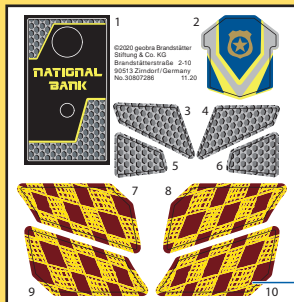 1
2
©2020 geobra Brandstätter
Stiftung & Co. KG
Brandstätterstraße 2-10
90513 Zirndorf/Germany
No.30807286 11.20
NATIONAL
BANK
3
4
5
6
7
8
9
10